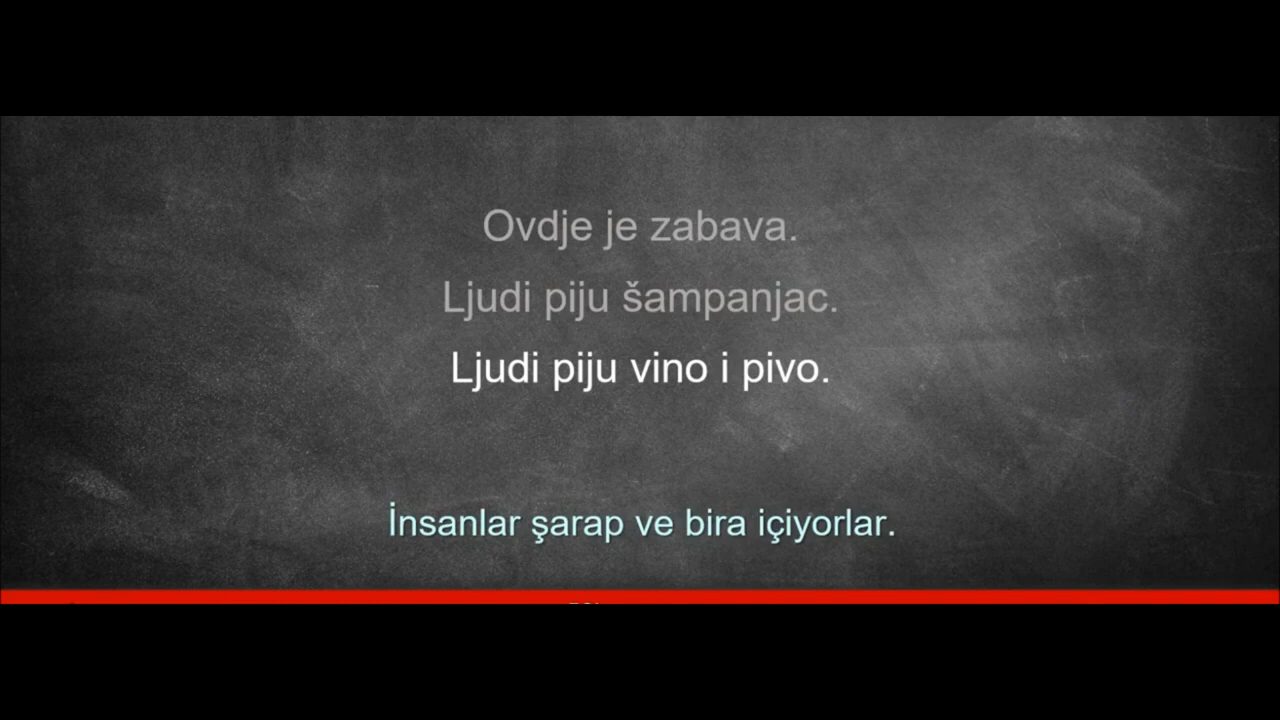 Ovdje je zabava.
Ljudi piju šampanjac.
Ljudi piju vino i pivo.
İnsanlar şarap ve bira içiyorlar.